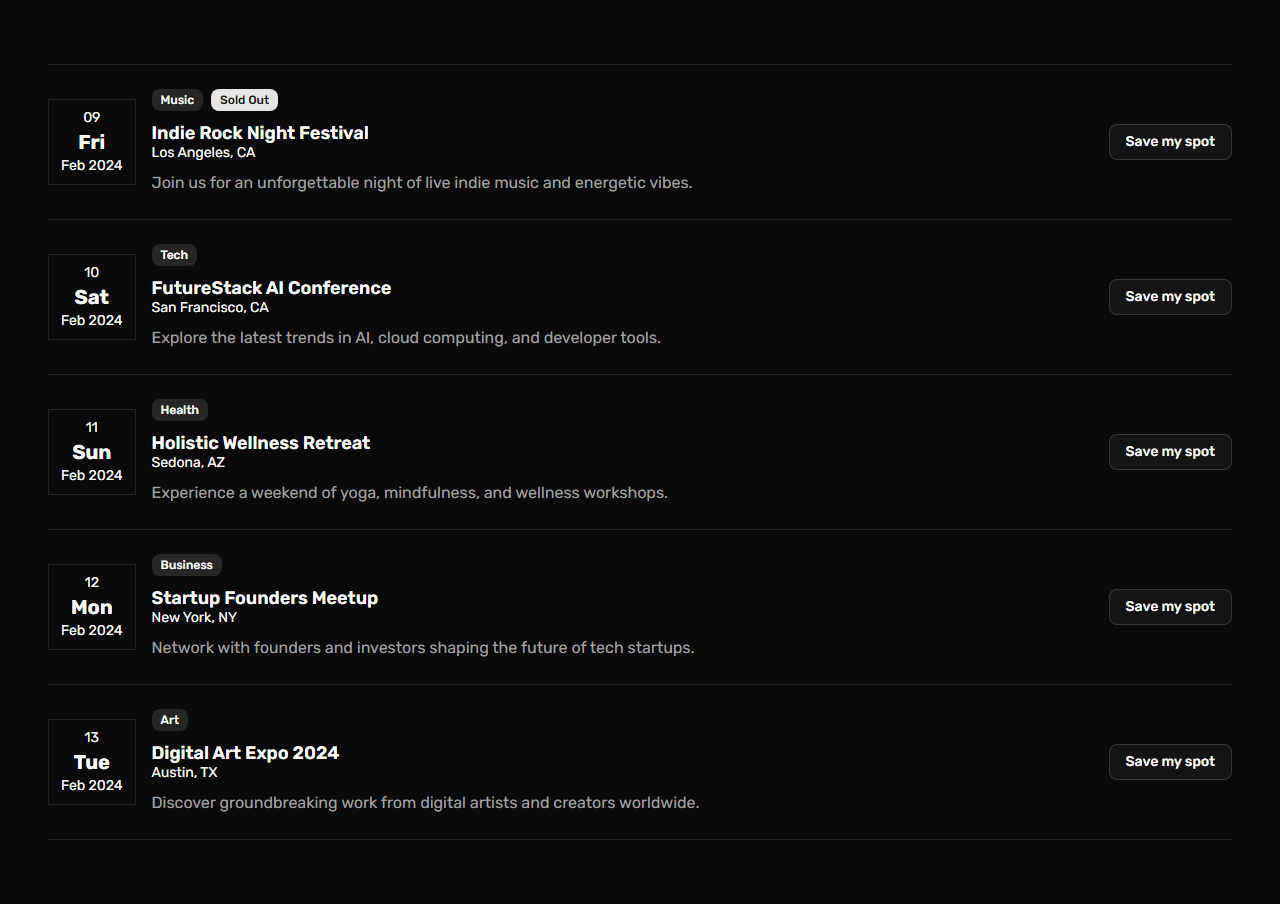 09
Fri
Feb 2024
Music Sold Out
Indie Rock Night Festival
Los Angeles, CA
Join us for an unforgettable night of live indie music and energetic vibes.
Save my spot
10
Sat
Feb 2024
Tech
FutureStack AI Conference
San Francisco, CA
Explore the latest trends in AI, cloud computing, and developer tools.
Save my spot
11
Sun
Feb 2024
Health
Holistic Wellness Retreat
Sedona, AZ
Experience a weekend of yoga, mindfulness, and wellness workshops.
Save my spot
12
Mon
Feb 2024
Business
Startup Founders Meetup
New York, NY
Network with founders and investors shaping the future of tech startups.
Save my spot
13
Tue
Feb 2024
Art
Digital Art Expo 2024
Austin, TX
Discover groundbreaking work from digital artists and creators worldwide.
Save my spot